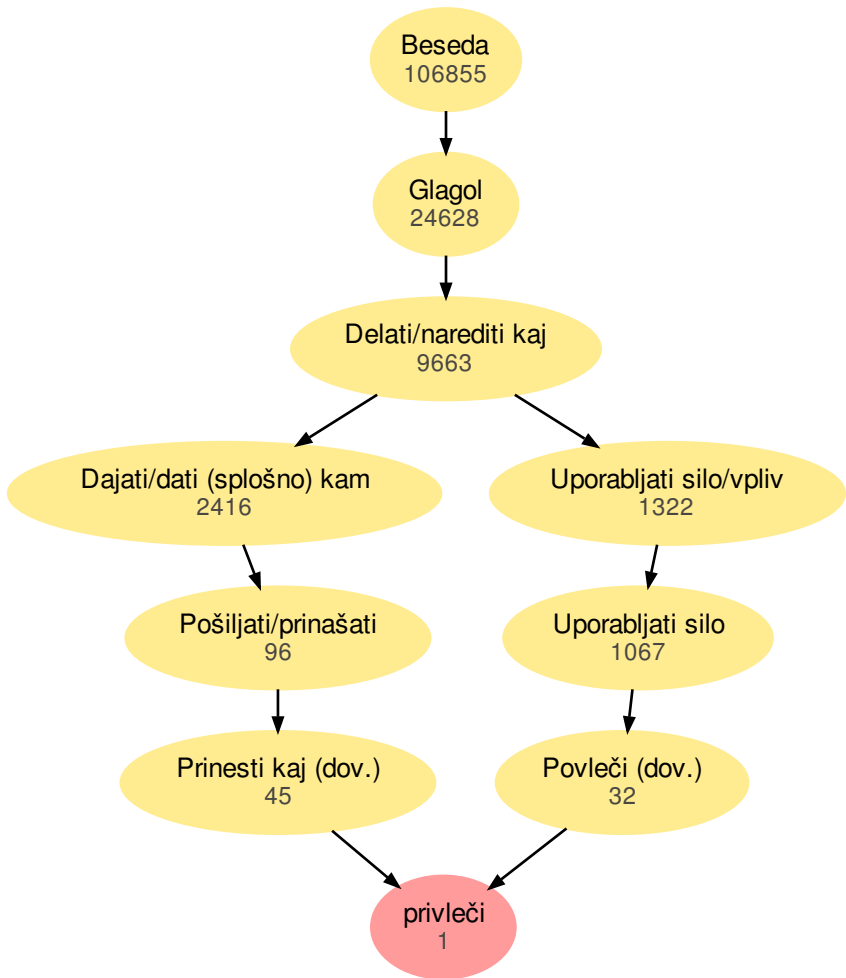 Beseda
106855
Glagol
24628
Delati/narediti kaj
9663
Dajati/dati (splošno) kam
2416
Uporabljati silo/vpliv
1322
Pošiljati/prinašati
96
Uporabljati silo
1067
Prinesti kaj (dov.)
45
Povleči (dov.)
32
privleči
1